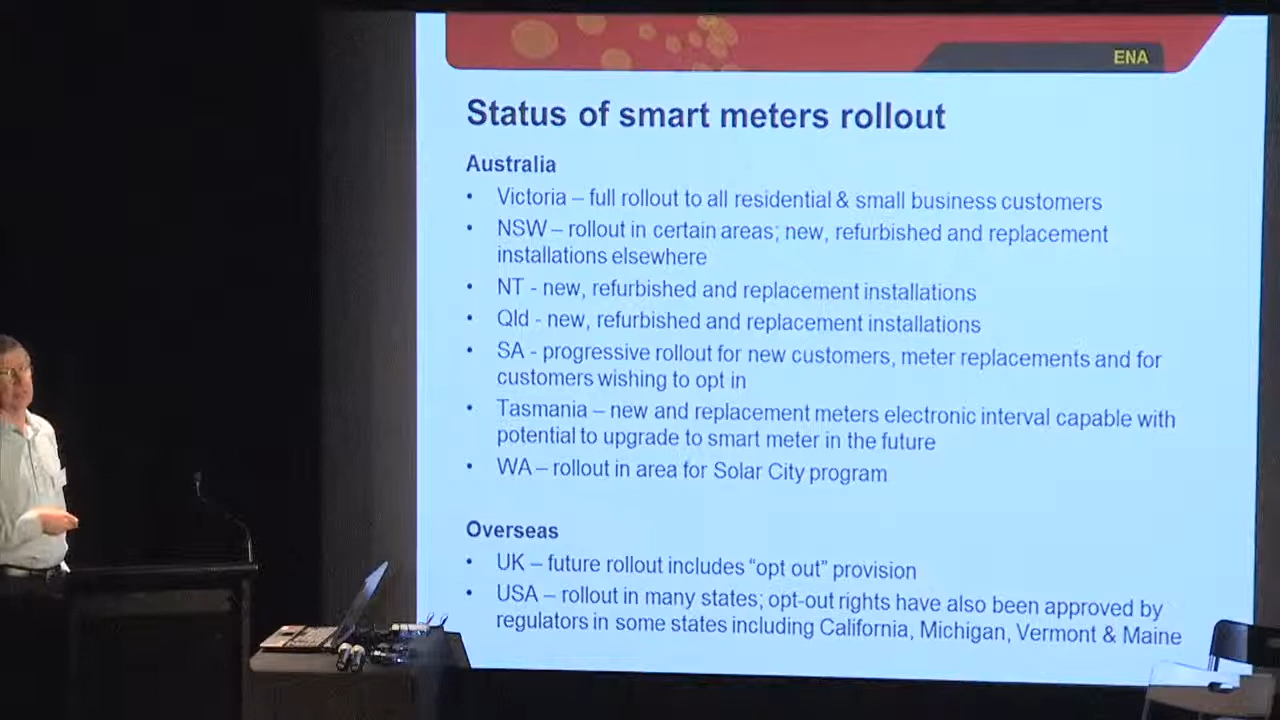 ENA
Status of smart meters rollout
Australia
• Victoria – full rollout to all residential & small business customers
• NSW – rollout in certain areas; new, refurbished and replacement
installations elsewhere
• NT - new, refurbished and replacement installations
• Qld - new, refurbished and replacement installations
• SA - progressive rollout for new customers, meter replacements and for
customers wishing to opt in
• Tasmania – new and replacement meters electronic interval capable with
potential to upgrade to smart meter in the future
• WA – rollout in area for Solar City program
Overseas
• UK – future rollout includes “opt out” provision
• USA – rollout in many states; opt-out rights have also been approved by
regulators in some states including California, Michigan, Vermont & Maine